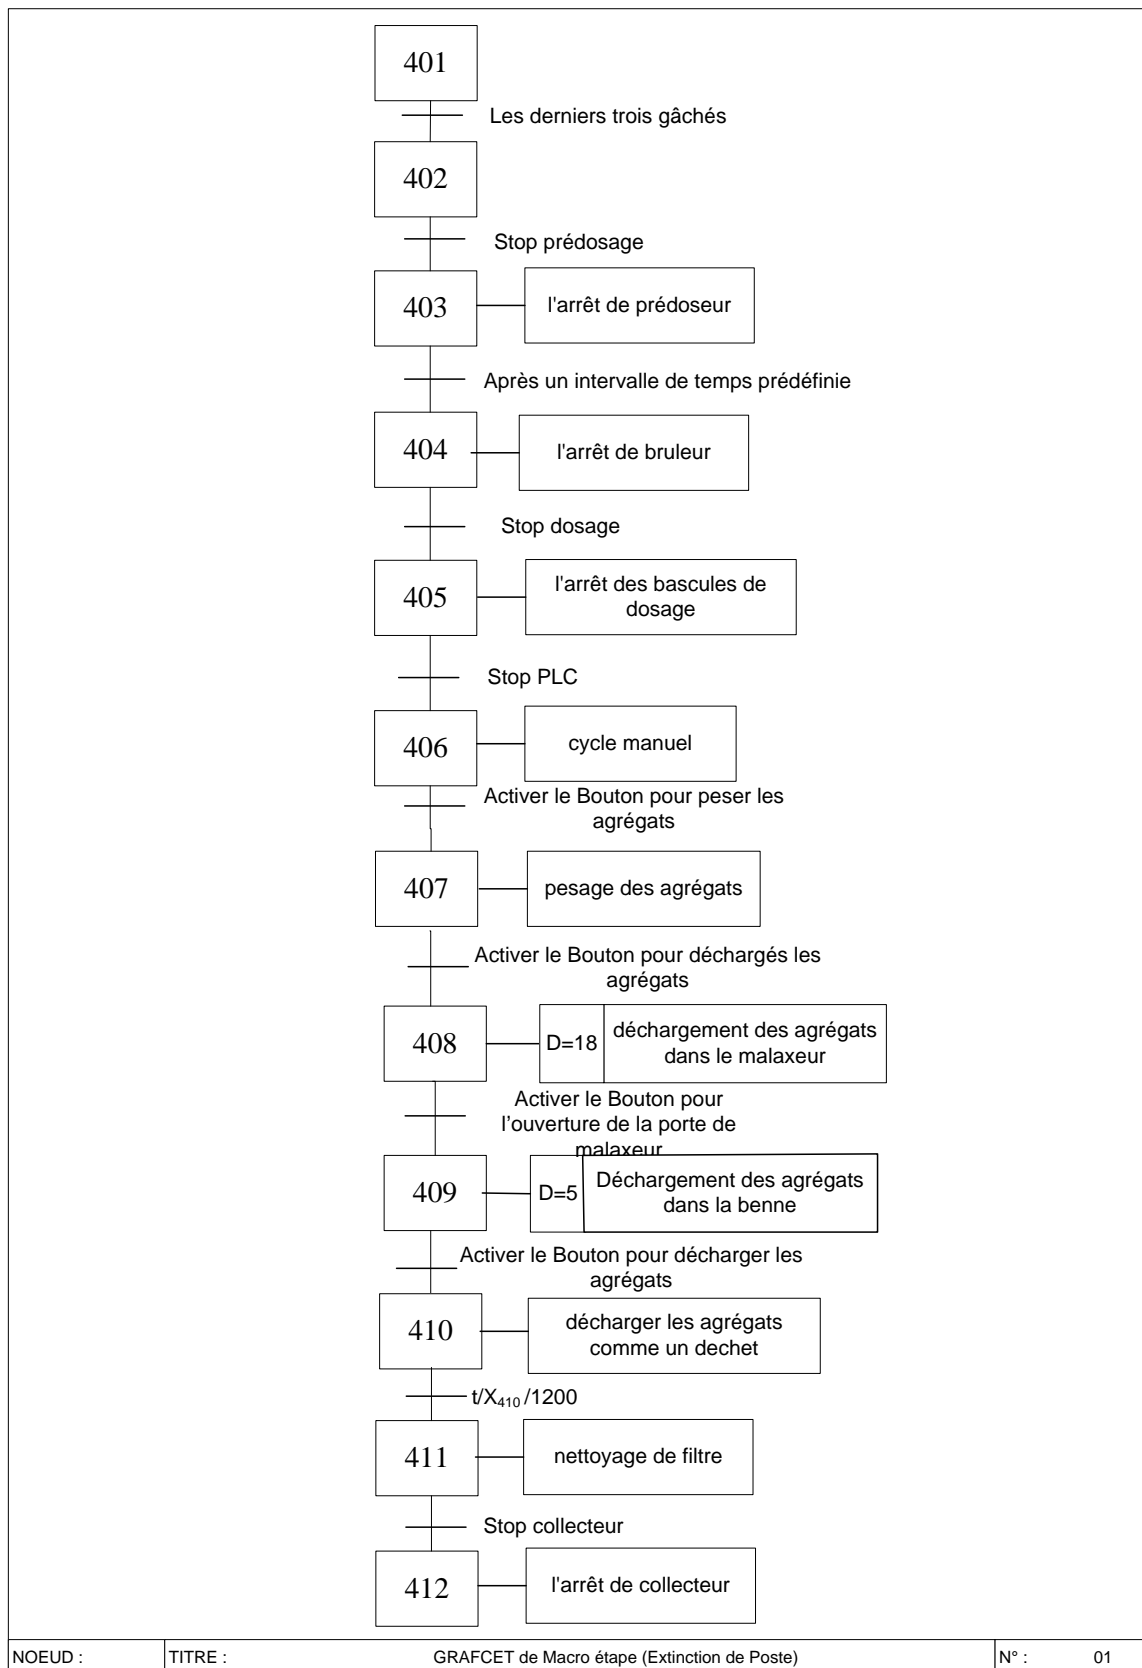 401
Les derniers trois gâchés
402
Stop prédosage
403
l'arrêt de prédoseur
Après un intervalle de temps prédéfinie
404
l'arrêt de bruleur
Stop dosage
405
l'arrêt des bascules de
dosage
Stop PLC
406
cycle manuel
Activer le Bouton pour peser les
agrégats
407
pesage des agrégats
Activer le Bouton pour déchargés les
agrégats
408
D=18
déchargement des agrégats
dans le malaxeur
Activer le Bouton pour
l'ouverture de la porte de
malaxeur
409
D=5
Déchargement des agrégats
dans la benne
Activer le Bouton pour décharger les
agrégats
410
décharger les agrégats
comme un dechet
t/X₄₁₀/1200
411
nettoyage de filtre
Stop collecteur
412
l'arrêt de collecteur
NOEUD :
TITRE :
GRAFCET de Macro étape (Extinction de Poste)
N° :
01